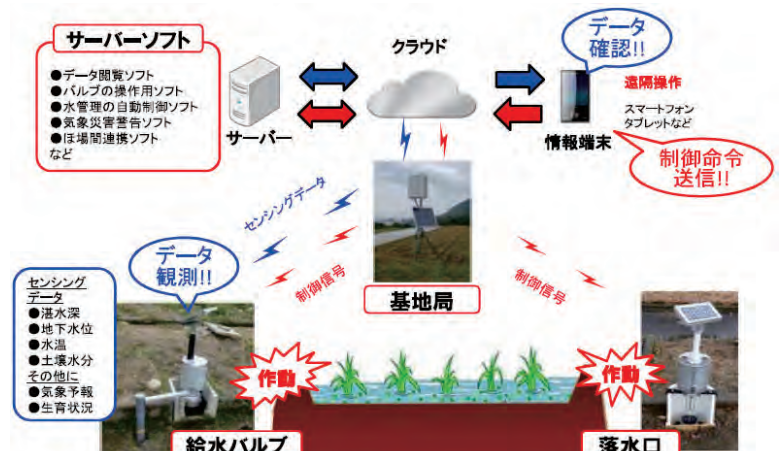 サーバーソフト
●データ閲覧ソフト
●バルブの操作用ソフト
●水管理の自動制御ソフト
●気象災害警告ソフト
●ほ場間連携ソフト
など
サーバー
クラウド
データ
確認!!
遠隔操作
スマートフォン
タブレットなど
情報端末
制御命令
送信!!
センシングデータ
データ
観測!!
制御信号
基地局
制御信号
センシング
データ
●湛水深
●地下水位
●水温
●土壌水分
その他に
●気象予報
●生育状況
作動
作動
給水バルブ
落水口